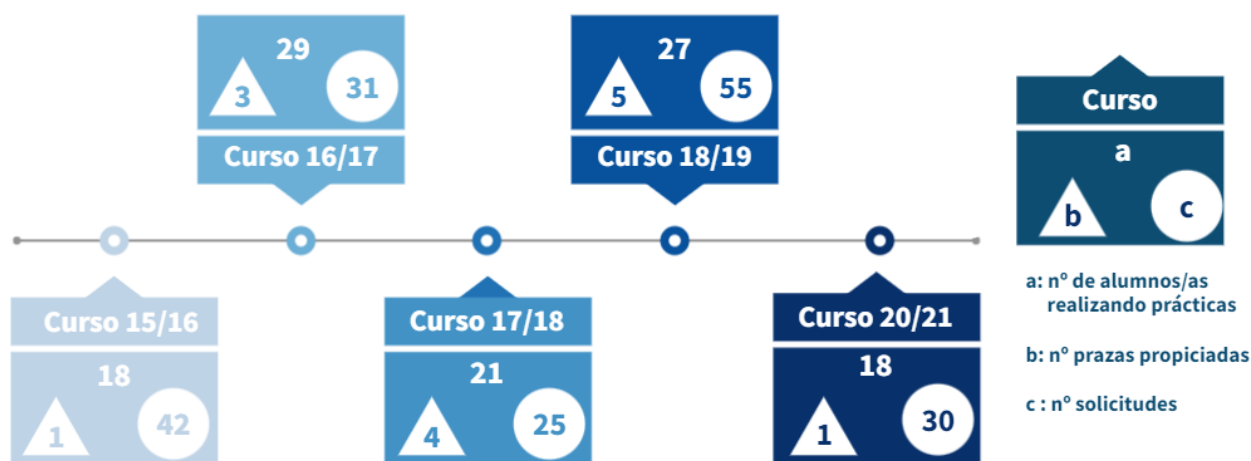 29
3
31
Curso 16/17
27
5
55
Curso 18/19
Curso 15/16
18
1
42
Curso 17/18
21
4
25
Curso 20/21
18
1
30
Curso
a
b
c
a: nº de alumnos/as
realizando prácticas
b: nº prazas propiciadas
c : nº solicitudes